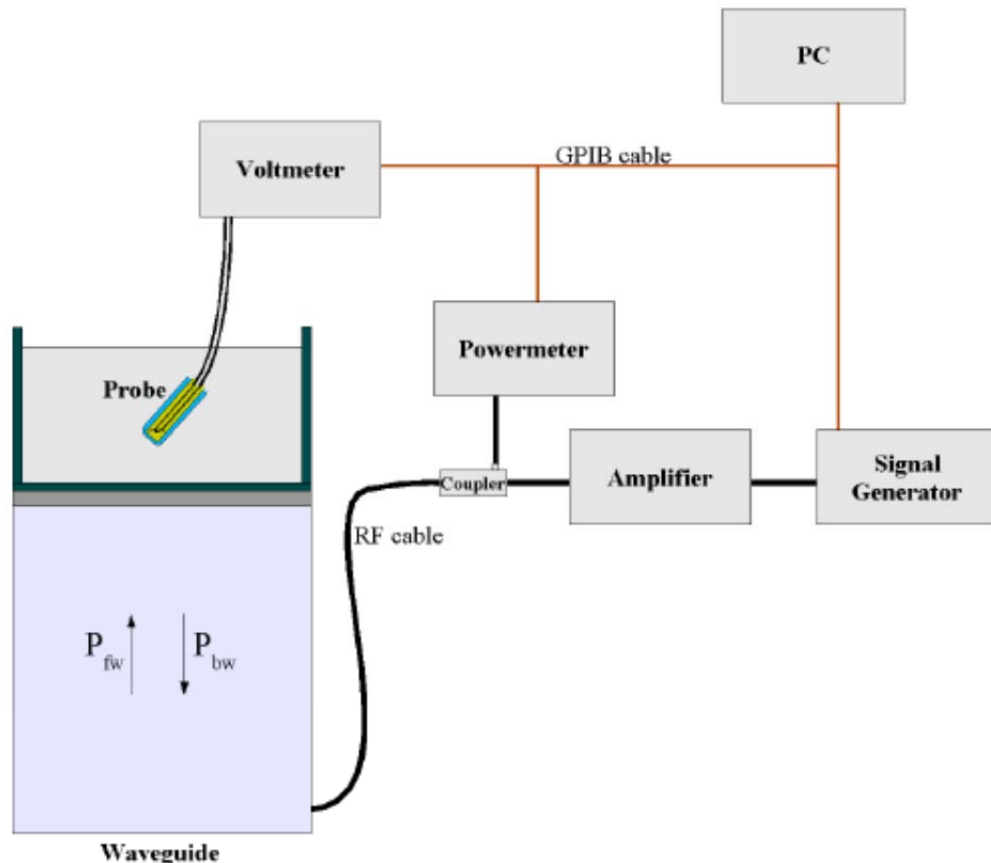 PC
Voltmeter
GPIB cable
Powermeter
Probe
Coupler
Amplifier
Signal
Generator
RF cable
P fw
P bw
Waveguide